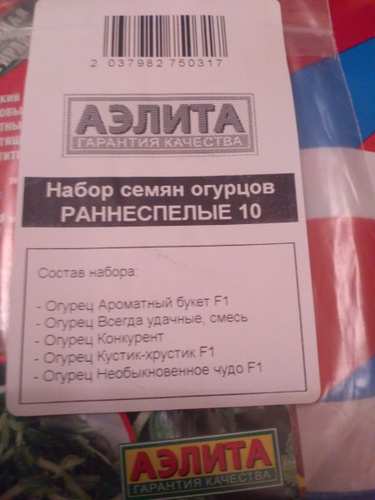 2 037982 750317
АЭЛИТА
ГАРАНТИЯ КАЧЕСТВА
Набор семян огурцов
РАННЕСПЕЛЫЕ 10
Состав набора:
- Огурец Ароматный букет F1
- Огурец Всегда удачные, смесь
- Огурец Конкурент
- Огурец Кустик-хрустик F1
- Огурец Необыкновенное чудо F1
АЭЛИТА
ГАРАНТИЯ КАЧЕСТВА